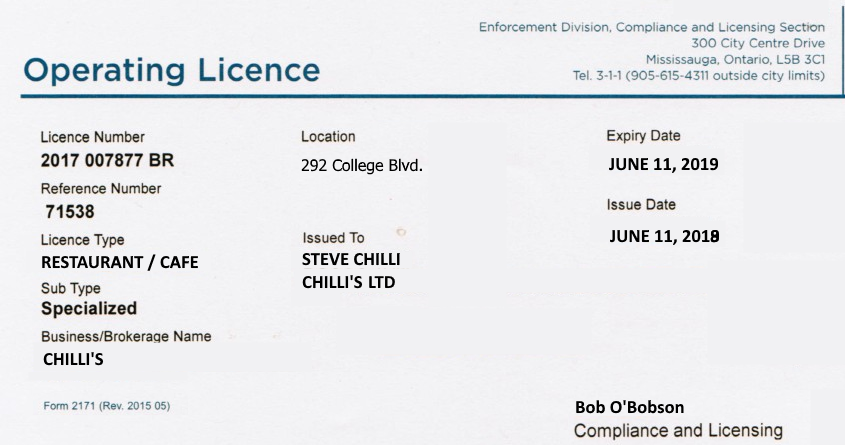 Enforcement Division, Compliance and Licensing Section
300 City Centre Drive
Mississauga, Ontario, L5B 3C1
Tel. 3-1-1 (905-615-4311 outside city limits)
Operating Licence
Licence Number
2017 007877 BR
Reference Number
71538
Licence Type
RESTAURANT / CAFE
Sub Type
Specialized
Business/Brokerage Name
CHILLI'S
Location
292 College Blvd.
Issued To
STEVE CHILLI
CHILLI'S LTD
Expiry Date
JUNE 11, 2019
Issue Date
JUNE 11, 2018
Form 2171 (Rev. 2015 05)
Bob O'Bobson
Compliance and Licensing